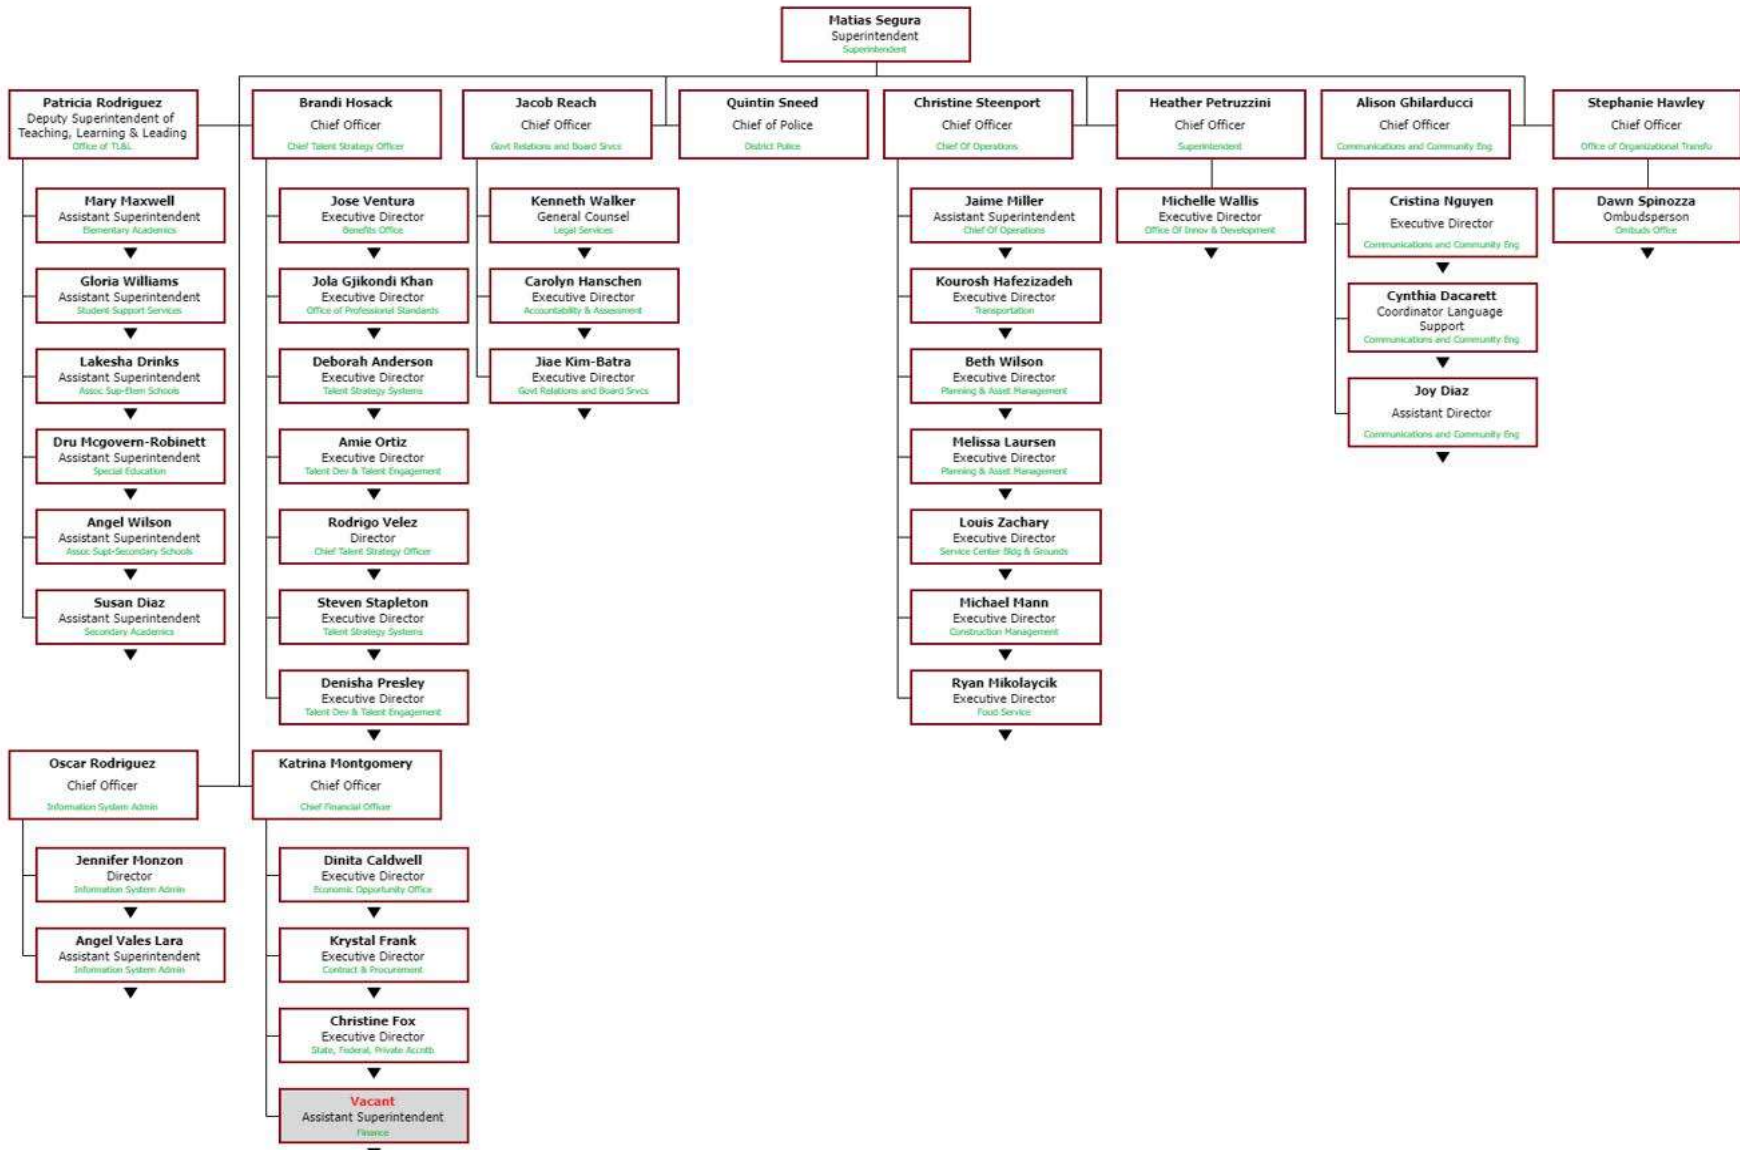 Matias Segura
Superintendent
Superintendent
Patricia Rodriguez
Deputy Superintendent of
Teaching, Learning & Leading
Office of TL&L
Brandi Hosack
Chief Officer
Chief Talent Strategy Officer
Jacob Reach
Chief Officer
Govt Relations and Board Srvcs
Quintin Sneed
Chief of Police
District Police
Christine Steenport
Chief Officer
Chief Of Operations
Heather Petruzzini
Chief Officer
Superintendent
Alison Ghilarducci
Chief Officer
Communications and Community Eng
Stephanie Hawley
Chief Officer
Office of Organizational Transfo
Mary Maxwell
Assistant Superintendent
Elementary Academics
Gloria Williams
Assistant Superintendent
Student Support Services
Lakesha Drinks
Assistant Superintendent
Assoc Sup-Elem Schools
Dru Mcgovern-Robinett
Assistant Superintendent
Special Education
Angel Wilson
Assistant Superintendent
Assoc Supt-Secondary Schools
Susan Diaz
Assistant Superintendent
Secondary Academics
Jose Ventura
Executive Director
Benefits Office
Jola Gjikondi Khan
Executive Director
Office of Professional Standards
Deborah Anderson
Executive Director
Talent Strategy Systems
Amie Ortiz
Executive Director
Talent Dev & Talent Engagement
Rodrigo Velez
Director
Chief Talent Strategy Officer
Steven Stapleton
Executive Director
Talent Strategy Systems
Denisha Presley
Executive Director
Talent Dev & Talent Engagement
Kenneth Walker
General Counsel
Legal Services
Carolyn Hanschen
Executive Director
Accountability & Assessment
Jiae Kim-Batra
Executive Director
Govt Relations and Board Srvcs
Jaime Miller
Assistant Superintendent
Chief Of Operations
Kourosh Hafezizadeh
Executive Director
Transportation
Beth Wilson
Executive Director
Planning & Asset Management
Melissa Laursen
Executive Director
Planning & Asset Management
Louis Zachary
Executive Director
Service Center Bldg & Grounds
Michael Mann
Executive Director
Construction Management
Ryan Mikolaycik
Executive Director
Food Service
Michelle Wallis
Executive Director
Office Of Innov & Development
Cristina Nguyen
Executive Director
Communications and Community Eng
Cynthia Dacarett
Coordinator Language
Support
Communications and Community Eng
Joy Diaz
Assistant Director
Communications and Community Eng
Dawn Spinozza
Ombudsperson
Ombuds Office
Oscar Rodriguez
Chief Officer
Information System Admin
Katrina Montgomery
Chief Officer
Chief Financial Officer
Jennifer Monzon
Director
Information System Admin
Angel Vales Lara
Assistant Superintendent
Information System Admin
Dinita Caldwell
Executive Director
Economic Opportunity Office
Krystal Frank
Executive Director
Contract & Procurement
Christine Fox
Executive Director
State, Federal, Private Accntb
Vacant
Assistant Superintendent
Finance